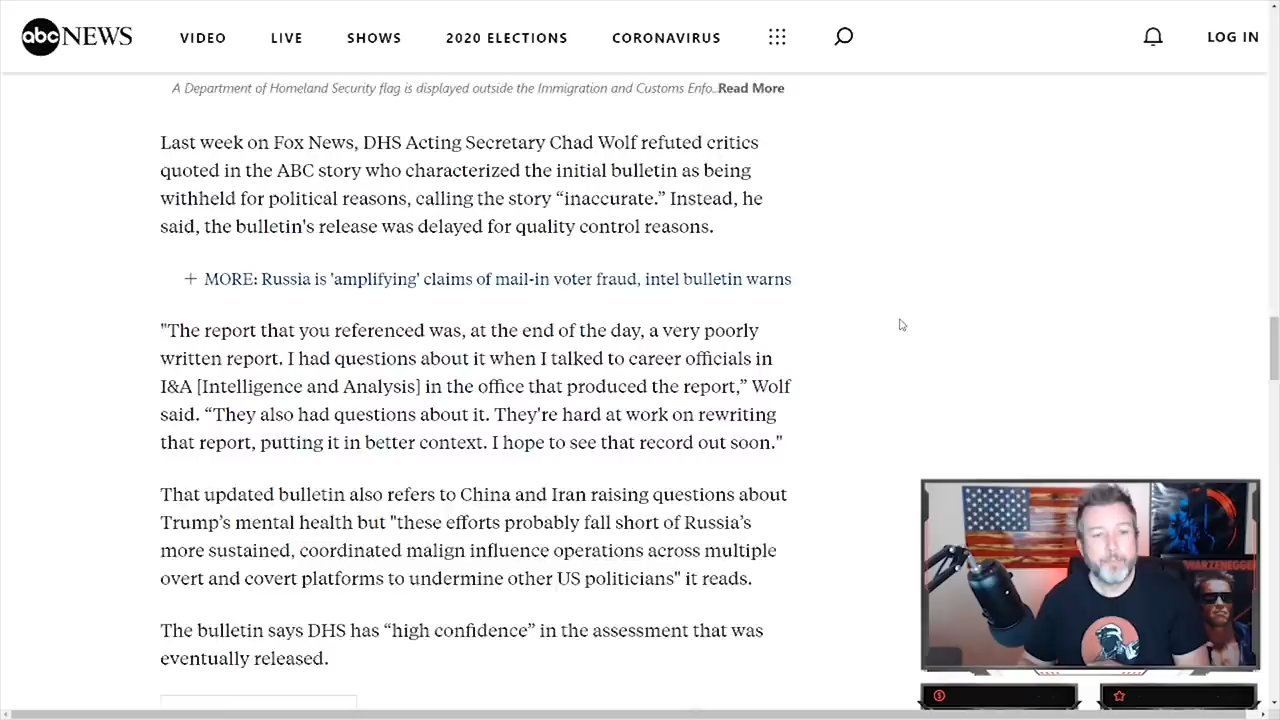 abc NEWS VIDEO LIVE SHOWS 2020 ELECTIONS CORONAVIRUS LOG IN
A Department of Homeland Security flag is displayed outside the Immigration and Customs Enfo...Read More
Last week on Fox News, DHS Acting Secretary Chad Wolf refuted critics
quoted in the ABC story who characterized the initial bulletin as being
withheld for political reasons, calling the story “inaccurate.” Instead, he
said, the bulletin's release was delayed for quality control reasons.
+ MORE: Russia is 'amplifying' claims of mail-in voter fraud, intel bulletin warns
"The report that you referenced was, at the end of the day, a very poorly
written report. I had questions about it when I talked to career officials in
I&A [Intelligence and Analysis] in the office that produced the report,” Wolf
said. “They also had questions about it. They're hard at work on rewriting
that report, putting it in better context. I hope to see that record out soon."
That updated bulletin also refers to China and Iran raising questions about
Trump’s mental health but "these efforts probably fall short of Russia’s
more sustained, coordinated malign influence operations across multiple
overt and covert platforms to undermine other US politicians" it reads.
The bulletin says DHS has “high confidence” in the assessment that was
eventually released.
WARZENEGGE